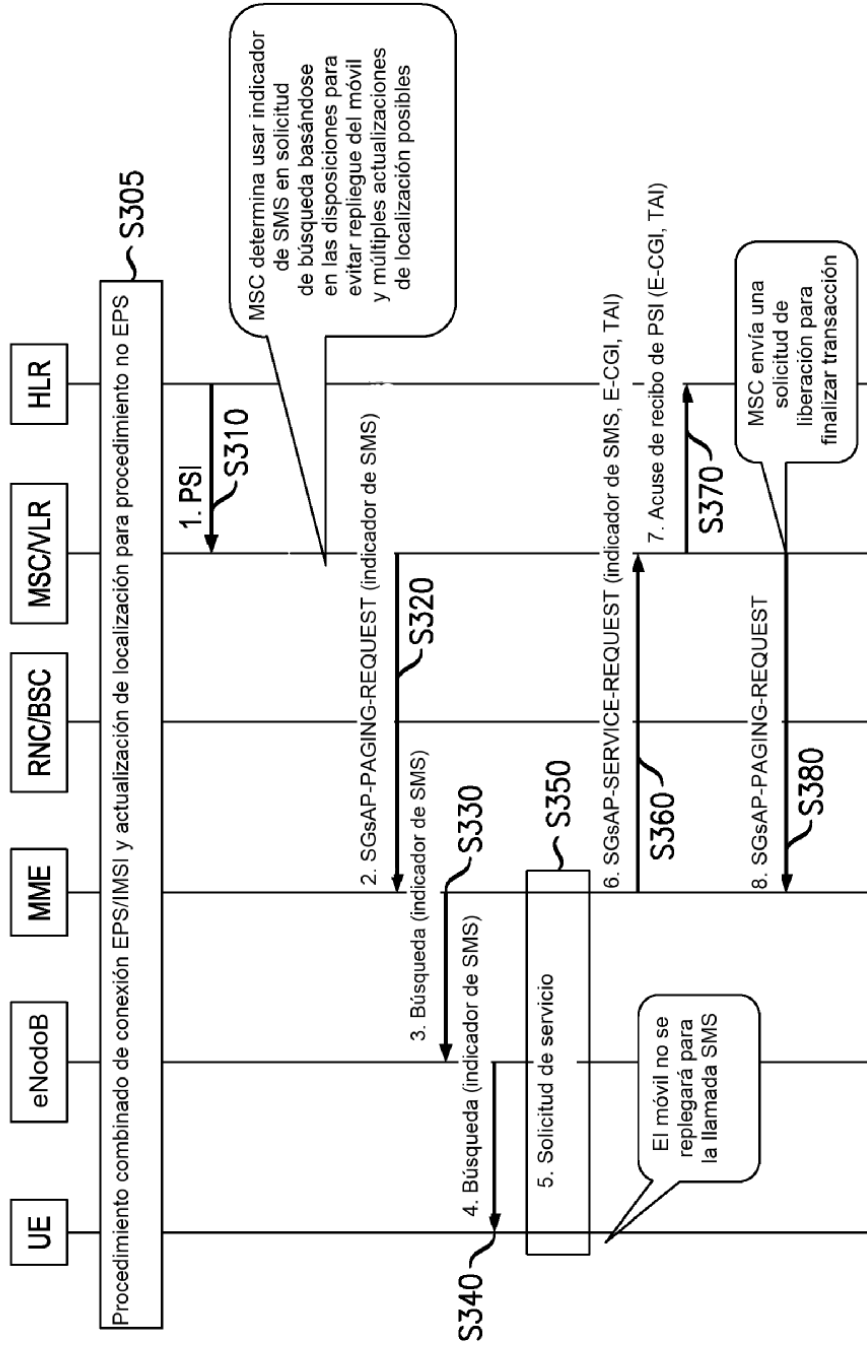 UE
eNodoB
MME
RNC/BSC
MSC/VLR
HLR
Procedimiento combinado de conexión EPS/IMSI y actualización de localización para procedimiento no EPS
S305
1. PSI
S310
MSC determina usar indicador
de SMS en solicitud
de búsqueda basándose
en las disposiciones para
evitar repliegue del móvil
y múltiples actualizaciones
de localización posibles
2. SGsAP-PAGING-REQUEST (indicador de SMS)
S320
3. Búsqueda (indicador de SMS)
S330
4. Búsqueda (indicador de SMS)
S340
5. Solicitud de servicio
S350
El móvil no se
replegará para
la llamada SMS
6. SGsAP-SERVICE-REQUEST (indicador de SMS, E-CGI, TAI)
S360
7. Acuse de recibo de PSI (E-CGI, TAI)
S370
MSC envía una
solicitud de
liberación para
finalizar transacción
8. SGsAP-PAGING-REQUEST
S380